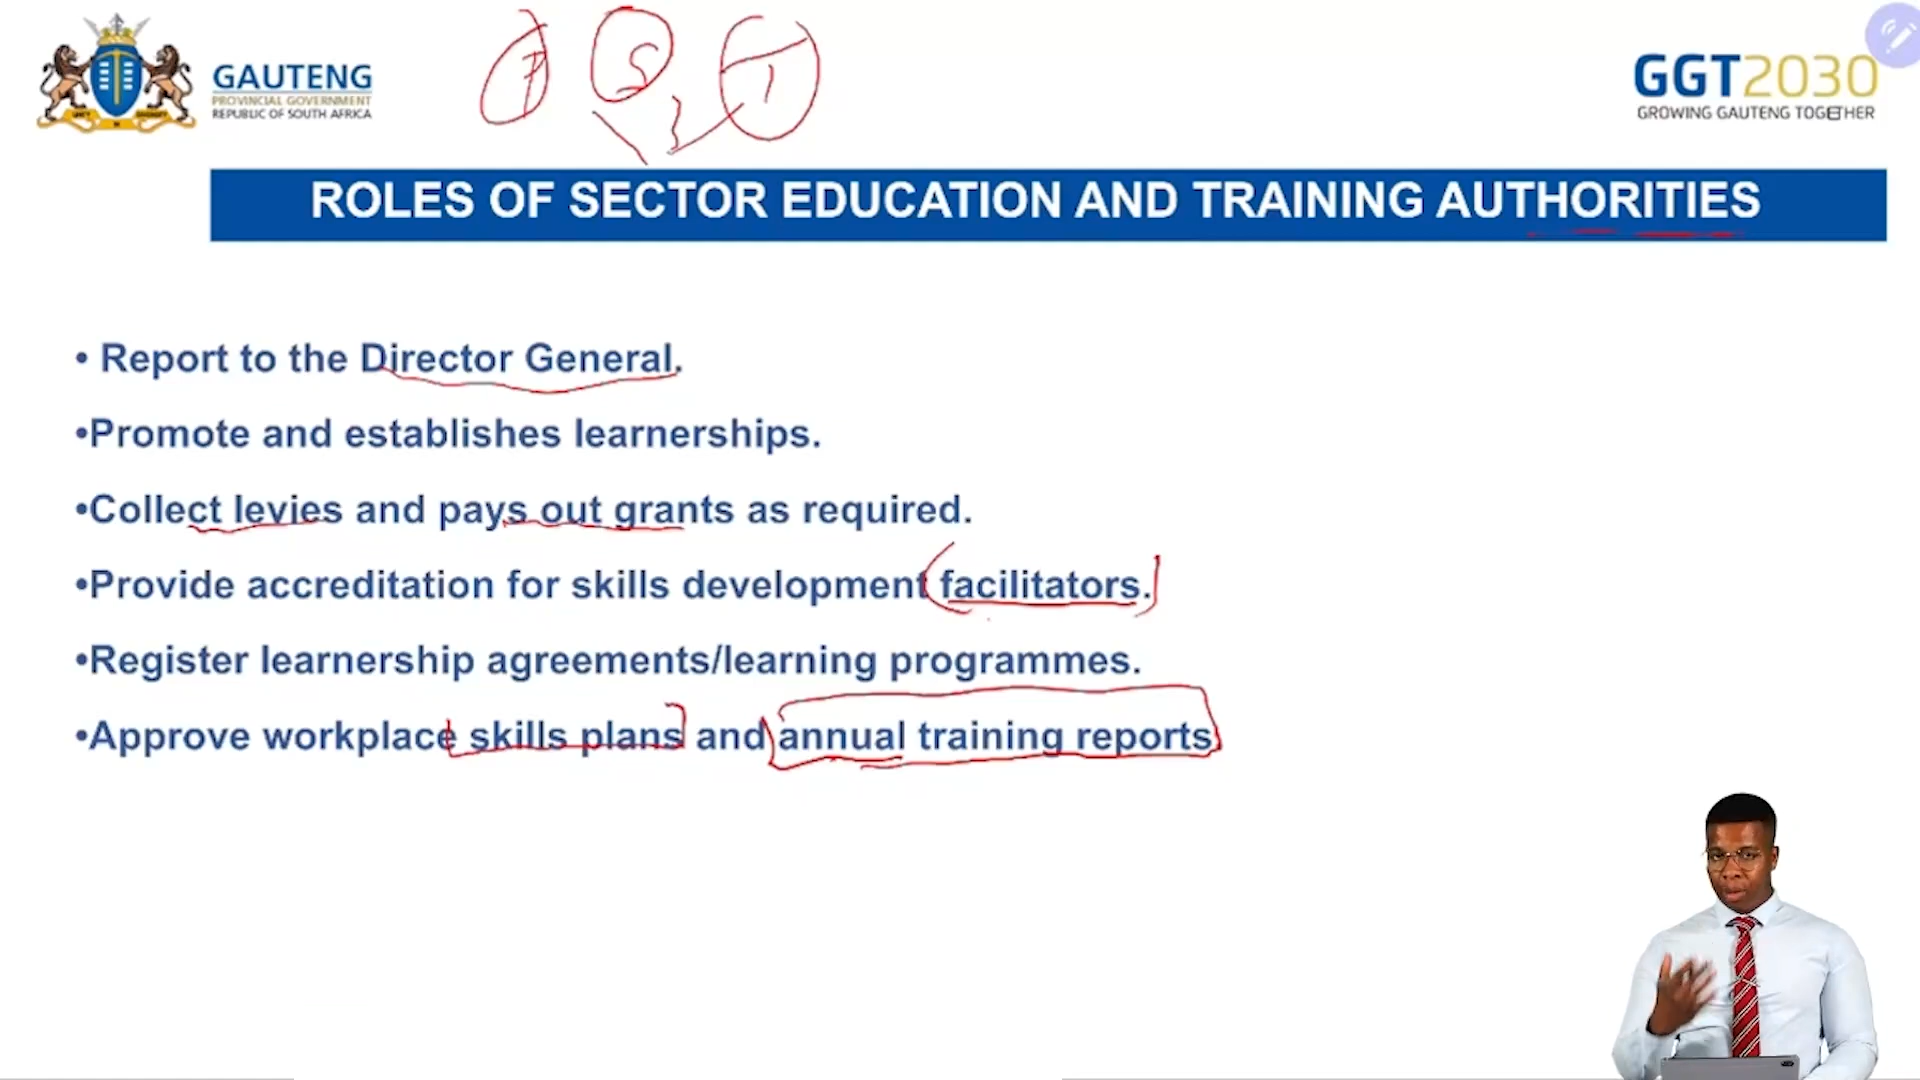 GAUTENG
PROVINCIAL GOVERNMENT
REPUBLIC OF SOUTH AFRICA
P S T
1
GGT2030
GROWING GAUTENG TOGETHER
ROLES OF SECTOR EDUCATION AND TRAINING AUTHORITIES
• Report to the Director General.
•Promote and establishes learnerships.
•Collect levies and pays out grants as required.
•Provide accreditation for skills development facilitators.
•Register learnership agreements/learning programmes.
•Approve workplace skills plans and annual training reports